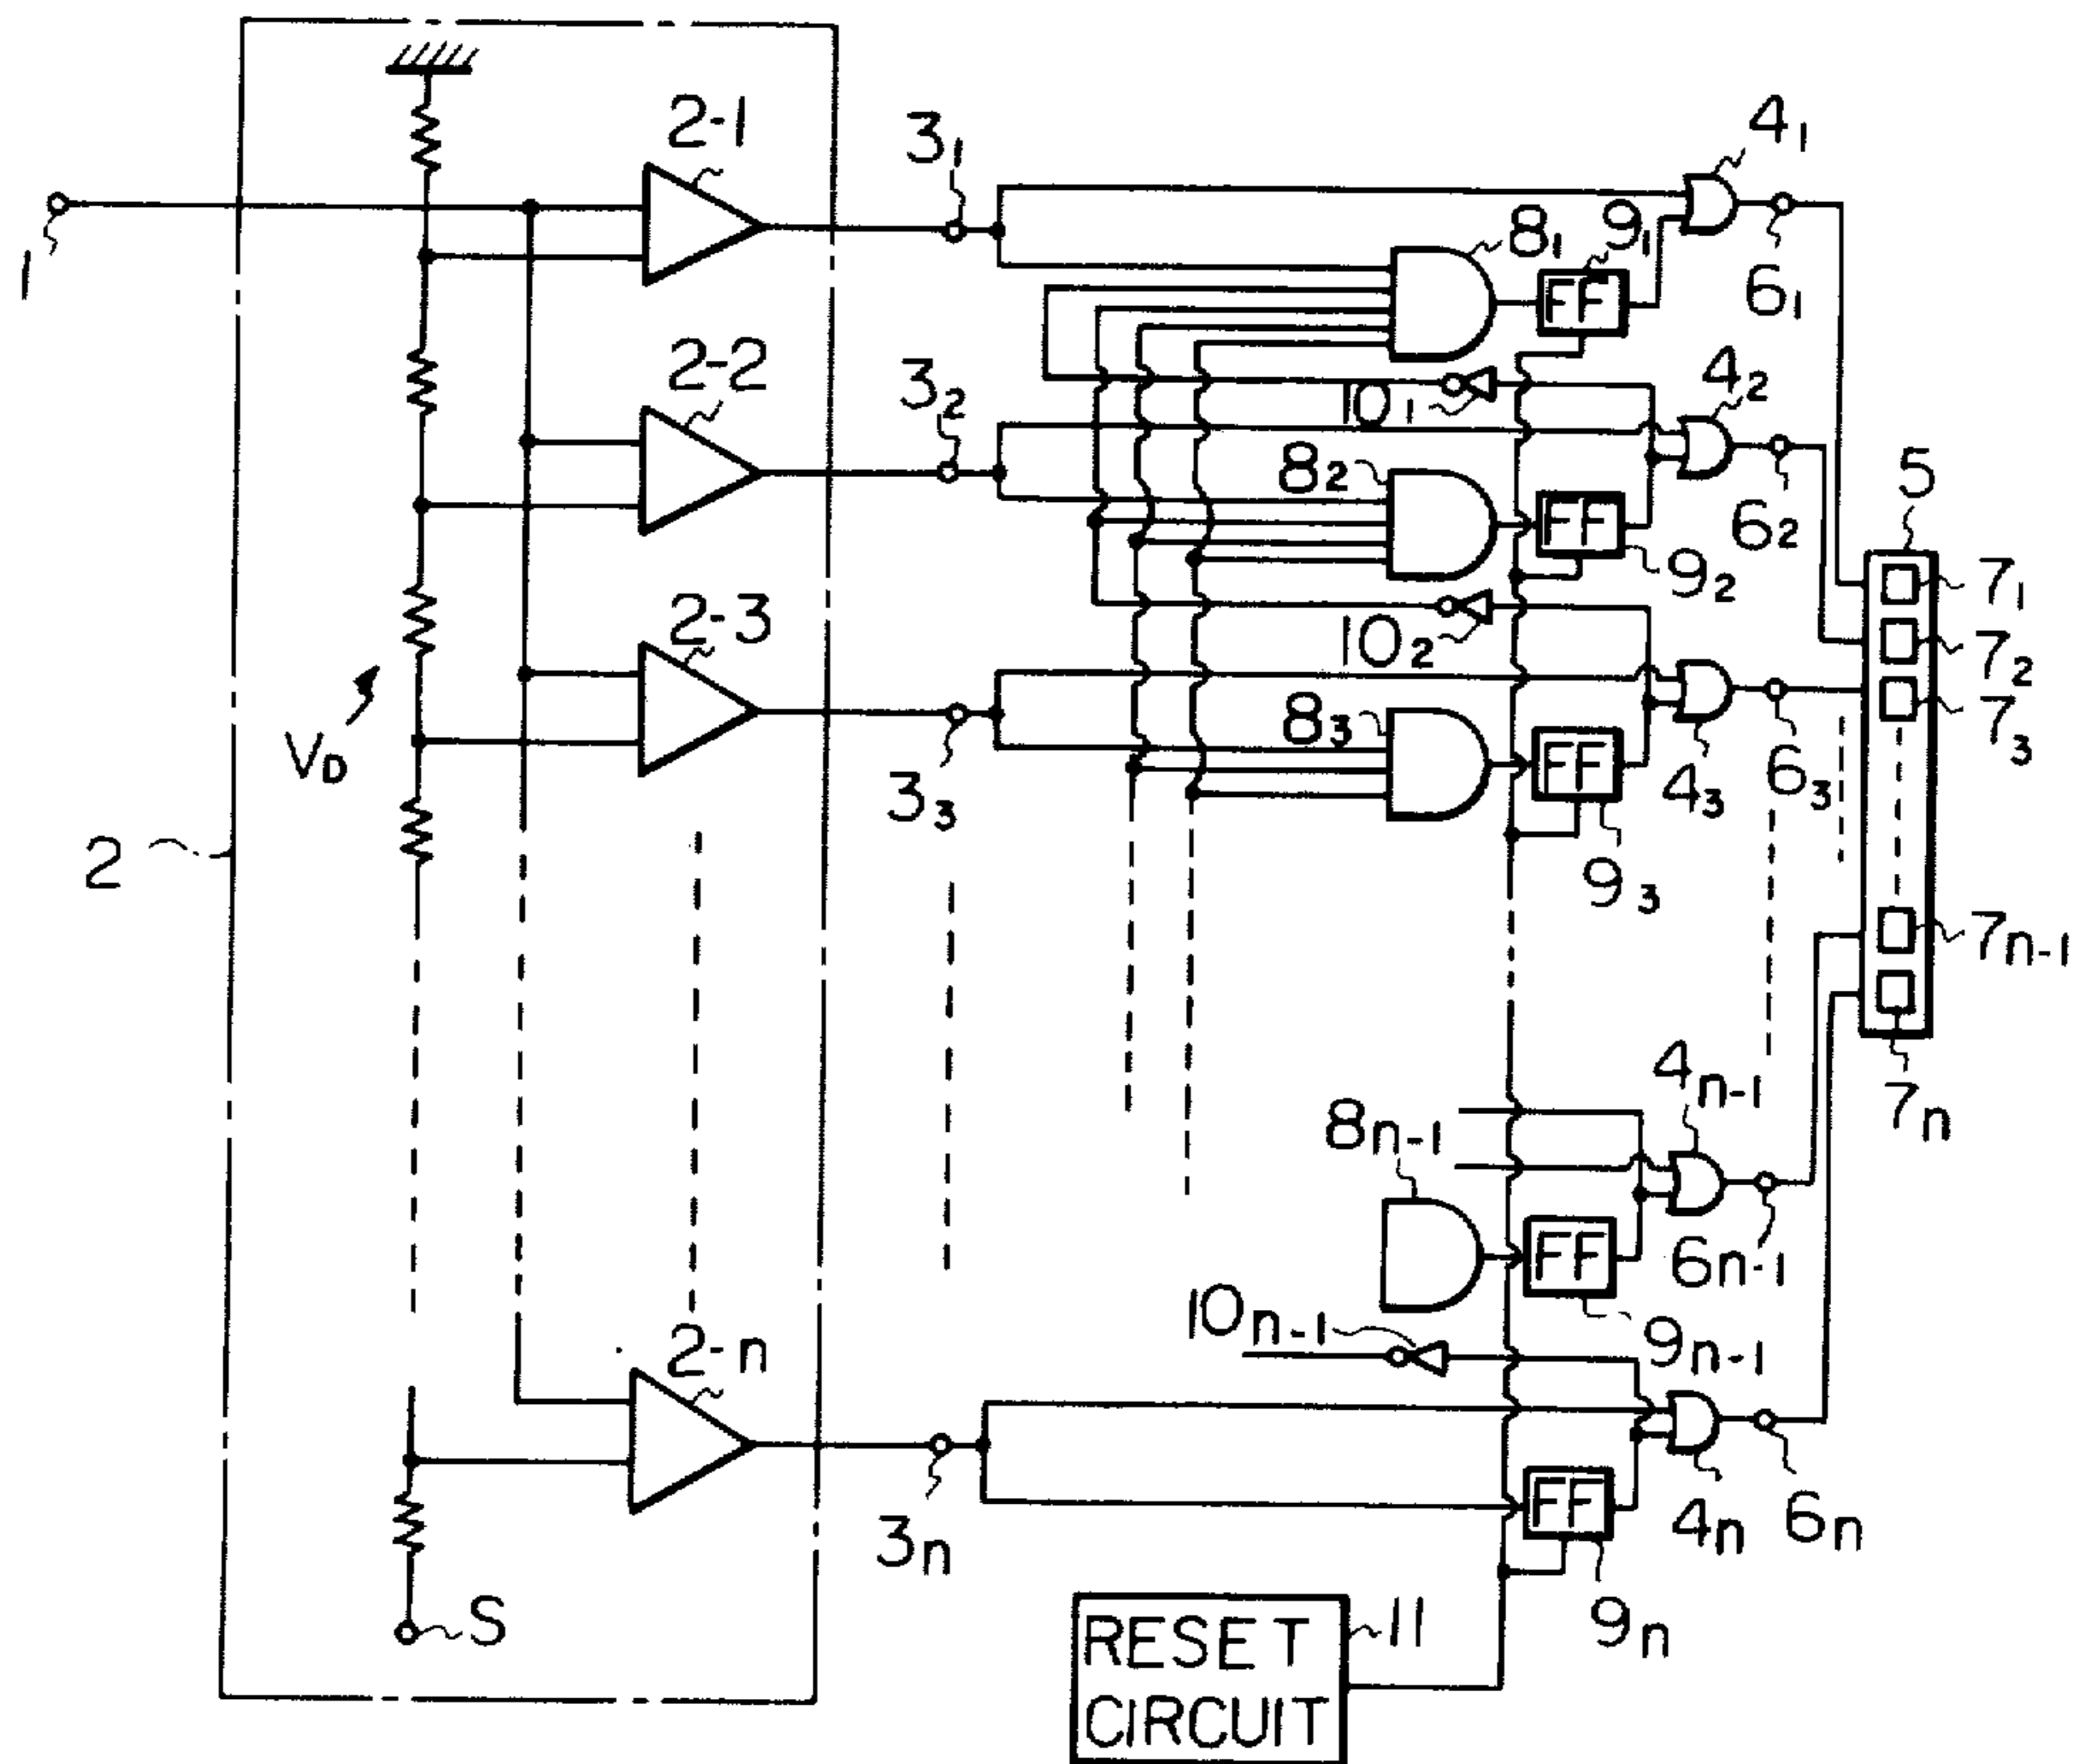 2-1
3₁
4₁
1
8₁
9₁
FF
6₁
2-2
3₂
10₁
4₂
8₂
FF
6₂
5
9₂
7₁
2-3
10₂
7₂
8₃
7₃
V_D
3₃
FF
4₃
6₃
2
9₃
7n-1
4n-1
7n
8n-1
FF
6n-1
10n-1
9n-1
2-n
3n
FF
4n
6n
S
9n
RESET
CIRCUIT
11